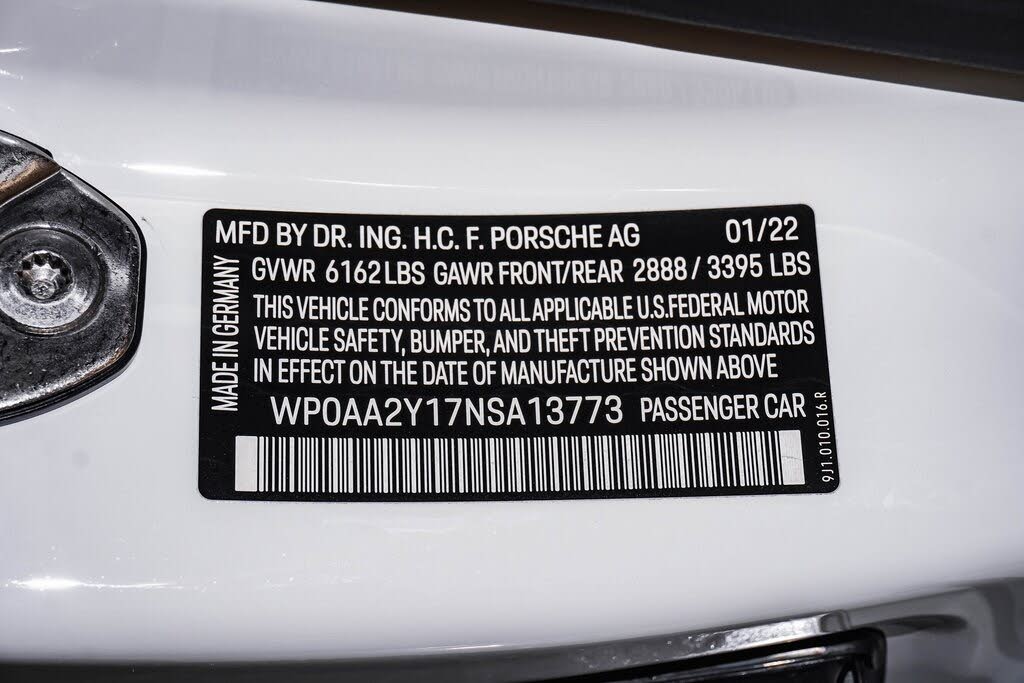 MFD BY DR. ING. H.C. F. PORSCHE AG 01/22
GVWR 6162 LBS GAWR FRONT/REAR 2888 / 3395 LBS
THIS VEHICLE CONFORMS TO ALL APPLICABLE U.S.FEDERAL MOTOR
VEHICLE SAFETY, BUMPER, AND THEFT PREVENTION STANDARDS
IN EFFECT ON THE DATE OF MANUFACTURE SHOWN ABOVE
WP0AA2Y17NSA13773 PASSENGER CAR
MADE IN GERMANY
9J1.010.016.R